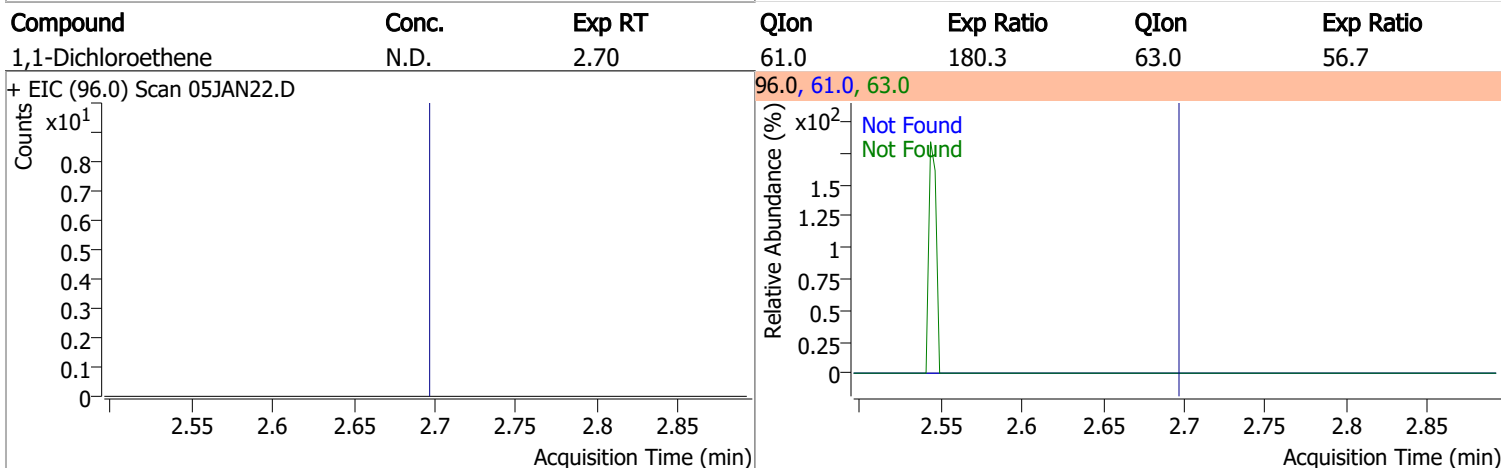 Compound Conc. Exp RT QIon Exp Ratio QIon Exp Ratio
1,1-Dichloroethene N.D. 2.70 61.0 180.3 63.0 56.7
+ EIC (96.0) Scan 05JAN22.D
Counts
x10¹
0.8
0.7
0.6
0.5
0.4
0.3
0.2
0.1
0
2.55 2.6 2.65 2.7 2.75 2.8 2.85
Acquisition Time (min)
96.0, 61.0, 63.0
Relative Abundance (%)
x10²
Not Found
Not Found
1.5
1.25
1
0.75
0.5
0.25
0
2.55 2.6 2.65 2.7 2.75 2.8 2.85
Acquisition Time (min)